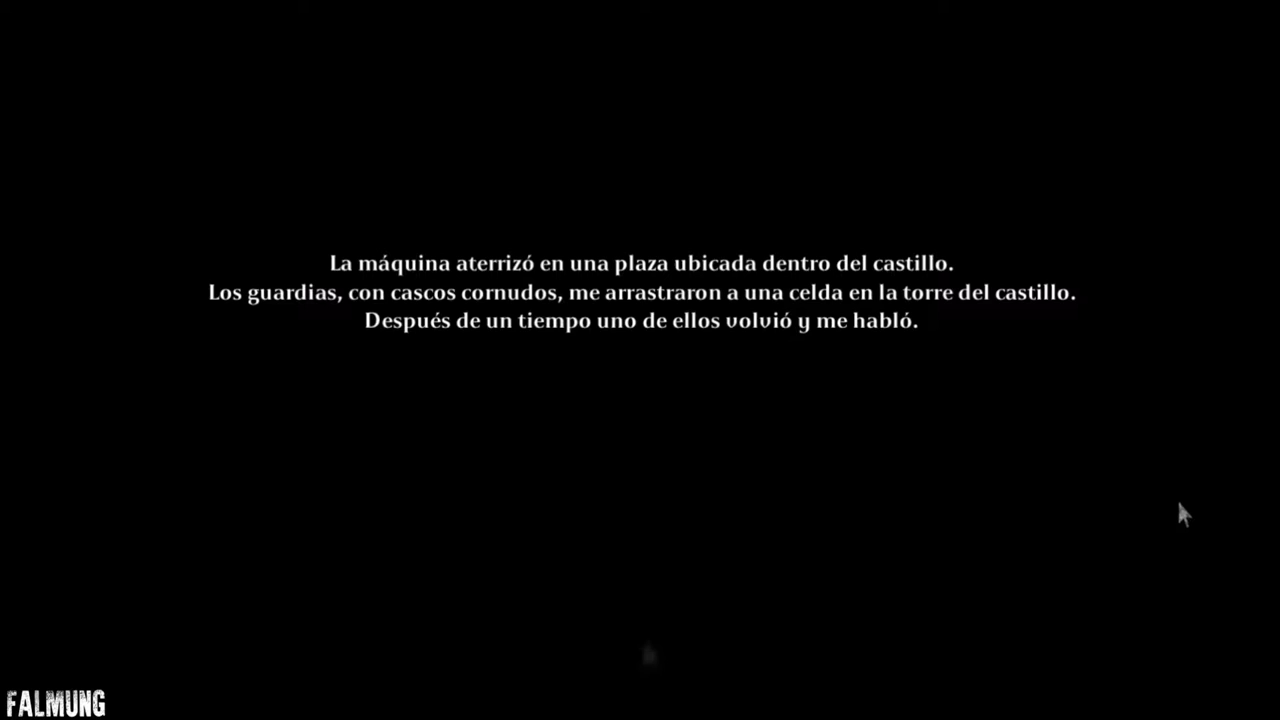 La máquina aterrizó en una plaza ubicada dentro del castillo.
Los guardias, con cascos cornudos, me arrastraron a una celda en la torre del castillo.
Después de un tiempo uno de ellos volvió y me habló.
FALMUNG